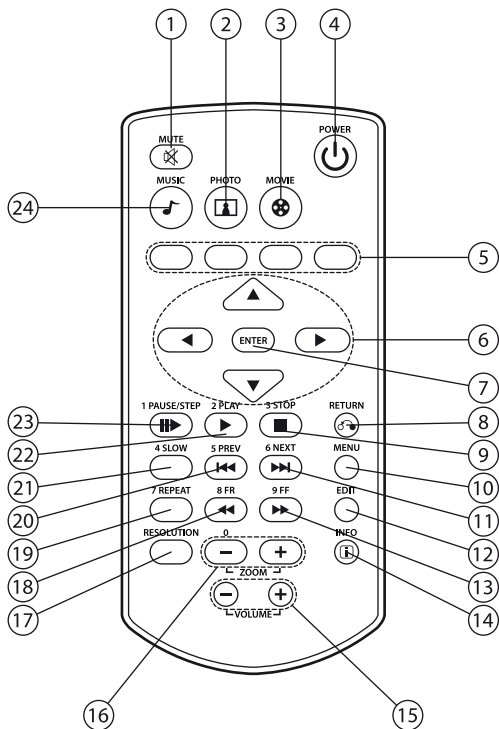 1 2 3 4
MUTE POWER
MUSIC PHOTO MOVIE
24
5
ENTER
6
7
1 PAUSE/STEP 2 PLAY 3 STOP RETURN
23 8
22 9
4 SLOW 5 PREV 6 NEXT MENU
21 10
20 11
7 REPEAT 8 FR 9 FF EDIT
19 12
18 13
RESOLUTION 0 INFO
17 14
ZOOM
VOLUME
16 15